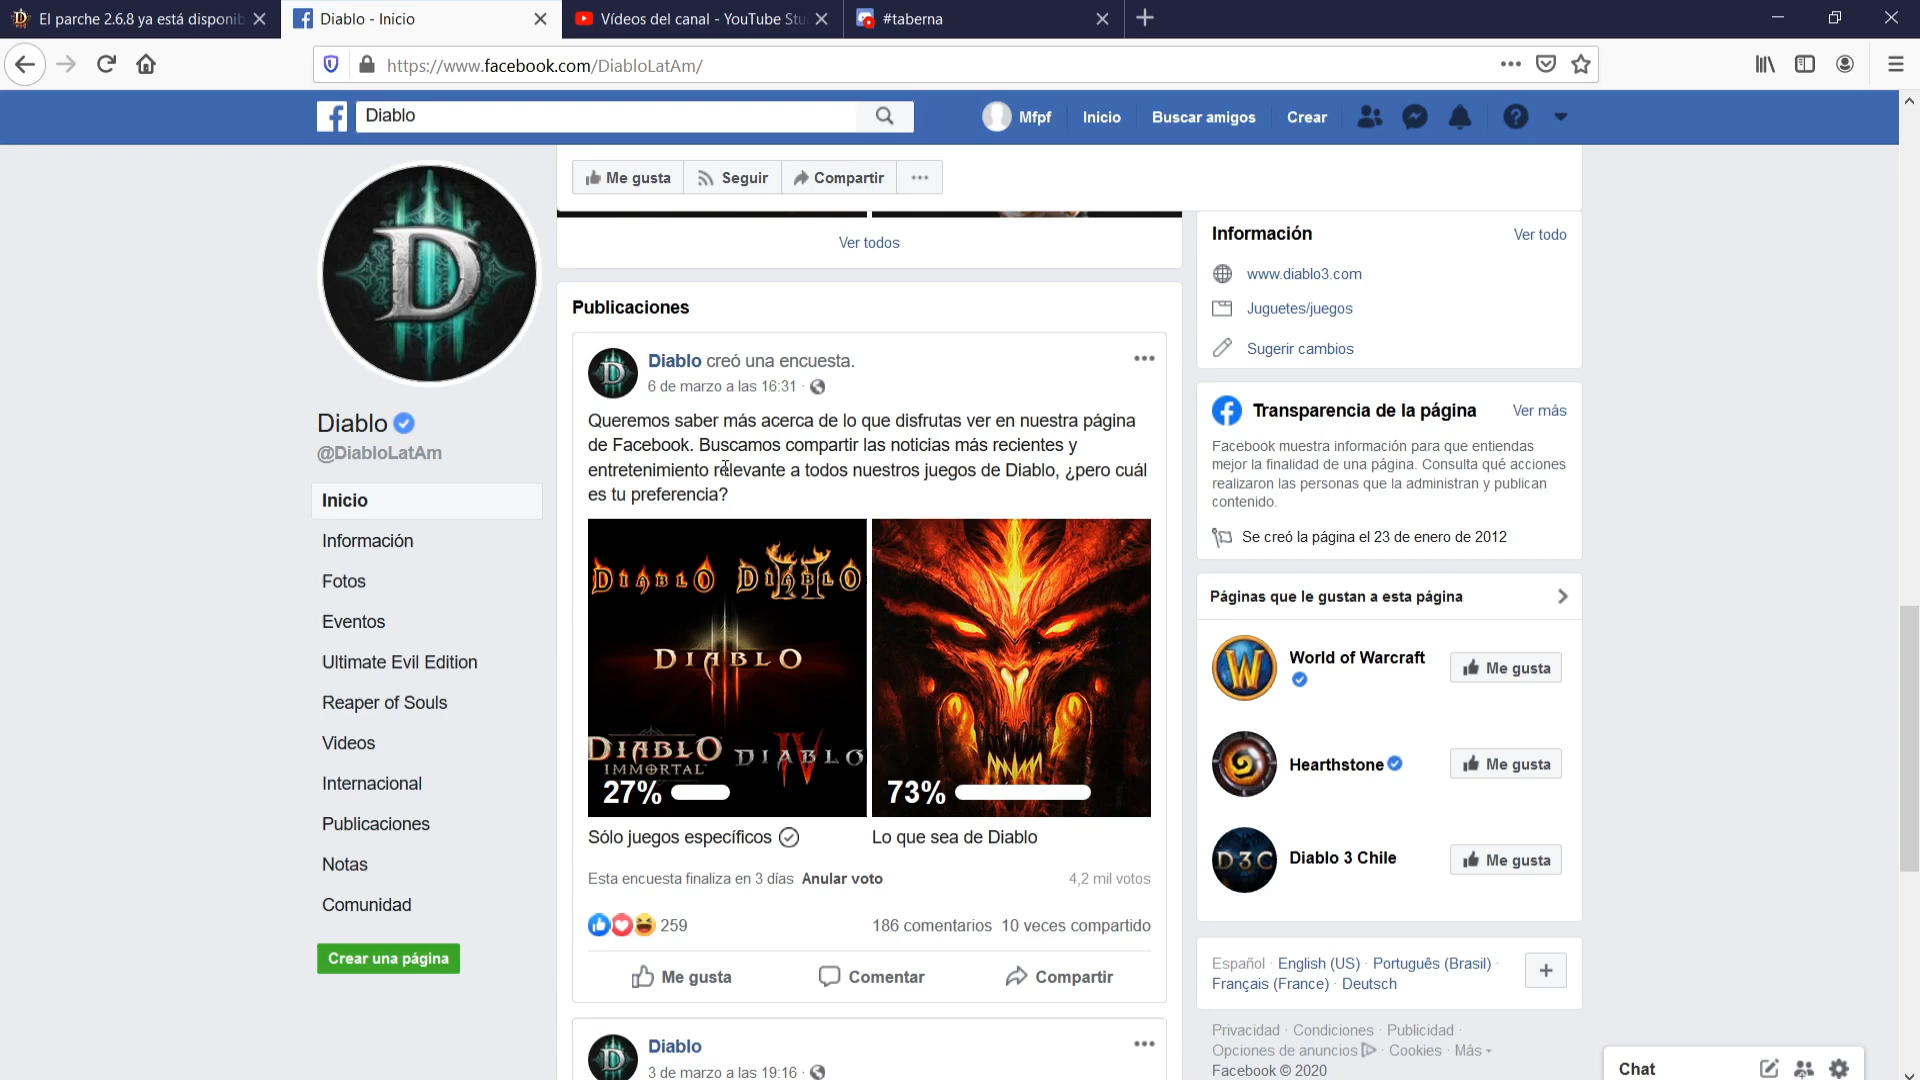 El parche 2.6.8 ya está disponib
Diablo - Inicio
Vídeos del canal - YouTube Stu
#taberna
https://www.facebook.com/DiabloLatAm/
Diablo
Mfpf
Inicio
Buscar amigos
Crear
Me gusta
Seguir
Compartir
Ver todos
Publicaciones
Diablo creó una encuesta.
6 de marzo a las 16:31 ·
Queremos saber más acerca de lo que disfrutas ver en nuestra página
de Facebook. Buscamos compartir las noticias más recientes y
entretenimiento relevante a todos nuestros juegos de Diablo, ¿pero cuál
es tu preferencia?
DIABLO DIABLO II
DIABLO
DIABLO IMMORTAL
DIABLO IV
27%
73%
Sólo juegos específicos
Lo que sea de Diablo
Esta encuesta finaliza en 3 días Anular voto
4,2 mil votos
259
186 comentarios 10 veces compartido
Me gusta
Comentar
Compartir
Diablo
3 de marzo a las 19:16 ·
D
Diablo
@DiabloLatAm
Inicio
Información
Fotos
Eventos
Ultimate Evil Edition
Reaper of Souls
Videos
Internacional
Publicaciones
Notas
Comunidad
Crear una página
Información
Ver todo
www.diablo3.com
Juguetes/juegos
Sugerir cambios
Transparencia de la página
Ver más
Facebook muestra información para que entiendas
mejor la finalidad de una página. Consulta qué acciones
realizaron las personas que la administran y publican
contenido.
Se creó la página el 23 de enero de 2012
Páginas que le gustan a esta página
W
World of Warcraft
Me gusta
Hearthstone
Me gusta
D3C
Diablo 3 Chile
Me gusta
Español · English (US) · Português (Brasil) ·
Français (France) · Deutsch
Privacidad · Condiciones · Publicidad ·
Opciones de anuncios · Cookies · Más
Facebook © 2020
Chat